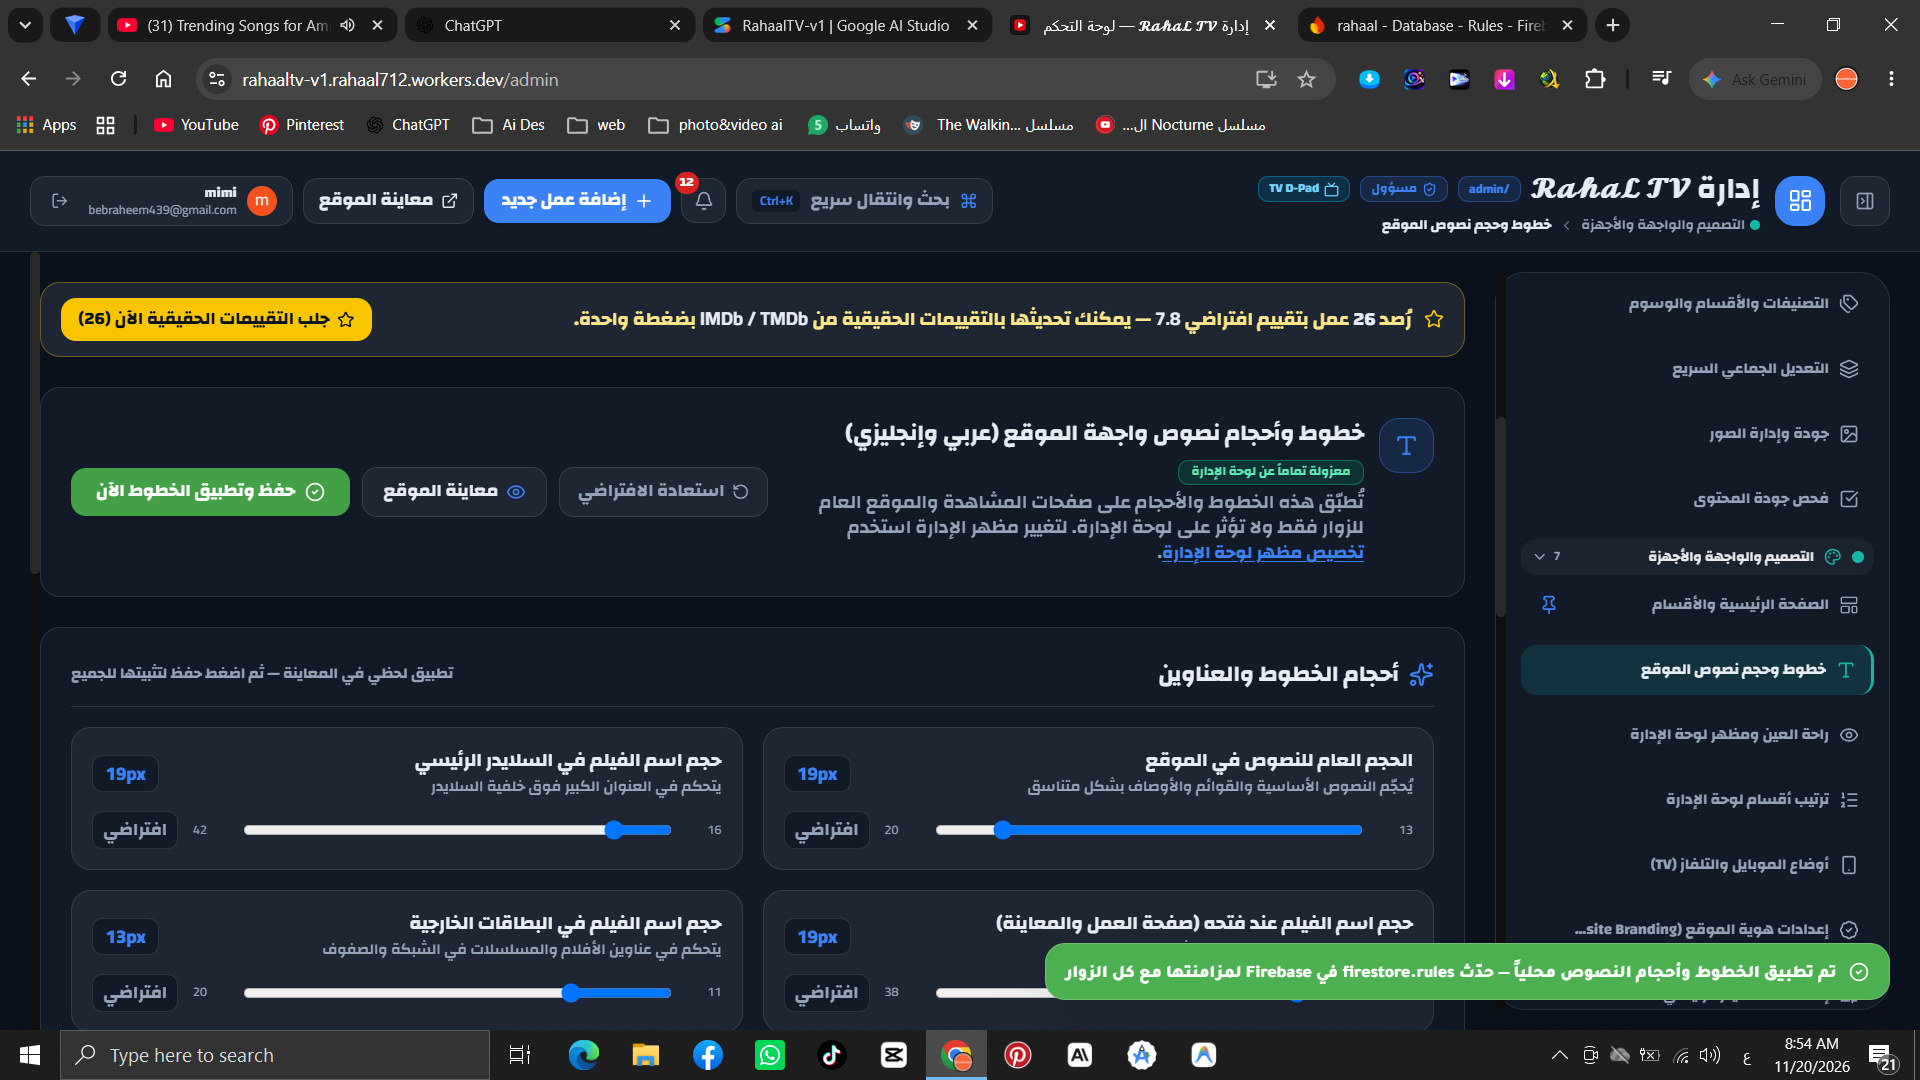 (31) Trending Songs for Am
ChatGPT
RahaalTV-v1 | Google AI Studio
إدارة 𝓡𝓪𝓱𝓪𝓛 𝓣𝓥 — لوحة التحكم
rahaal - Database - Rules - Fireb
rahaaltv-v1.rahaal712.workers.dev/admin
Ask Gemini
Apps
YouTube
Pinterest
ChatGPT
Ai Des
web
photo&video ai
واتساب
مسلسل The Walkin...
مسلسل Nocturne ال...
إدارة 𝓡𝓪𝓱𝓪𝓛 𝓣𝓥
/admin
مسؤول
TV D-Pad
التصميم والواجهة والأجهزة
خطوط وحجم نصوص الموقع
بحث وانتقال سريع
Ctrl+K
12
إضافة عمل جديد
معاينة الموقع
mimi
bebraheem439@gmail.com
m
التصنيفات والأقسام والوسوم
التعديل الجماعي السريع
جودة وإدارة الصور
فحص جودة المحتوى
التصميم والواجهة والأجهزة
7
الصفحة الرئيسية والأقسام
خطوط وحجم نصوص الموقع
راحة العين ومظهر لوحة الإدارة
ترتيب أقسام لوحة الإدارة
أوضاع الموبايل والتلفاز (TV)
إعدادات هوية الموقع (site Branding...
رُصد 26 عمل بتقييم افتراضي 7.8 — يمكنك تحديثها بالتقييمات الحقيقية من IMDb / TMDb بضغطة واحدة.
جلب التقييمات الحقيقية الآن (26)
خطوط وأحجام نصوص واجهة الموقع (عربي وإنجليزي)
معزولة تماماً عن لوحة الإدارة
تُطبّق هذه الخطوط والأحجام على صفحات المشاهدة والموقع العام
للزوار فقط ولا تؤثر على لوحة الإدارة. لتغيير مظهر الإدارة استخدم
تخصيص مظهر لوحة الإدارة.
استعادة الافتراضي
معاينة الموقع
حفظ وتطبيق الخطوط الآن
أحجام الخطوط والعناوين
تطبيق لحظي في المعاينة — ثم اضغط حفظ لتثبيتها للجميع
الحجم العام للنصوص في الموقع
يُحجّم النصوص الأساسية والقوائم والأوصاف بشكل متناسق
19px
13
20
افتراضي
حجم اسم الفيلم في السلايدر الرئيسي
يتحكم في العنوان الكبير فوق خلفية السلايدر
19px
16
42
افتراضي
حجم اسم الفيلم عند فتحه (صفحة العمل والمعاينة)
19px
38
افتراضي
حجم اسم الفيلم في البطاقات الخارجية
يتحكم في عناوين الأفلام والمسلسلات في الشبكة والصفوف
13px
11
20
افتراضي
تم تطبيق الخطوط وأحجام النصوص محلياً — حدّث firestore.rules في Firebase لمزامنتها مع كل الزوار
Type here to search
ع
8:54 AM
11/20/2026
21